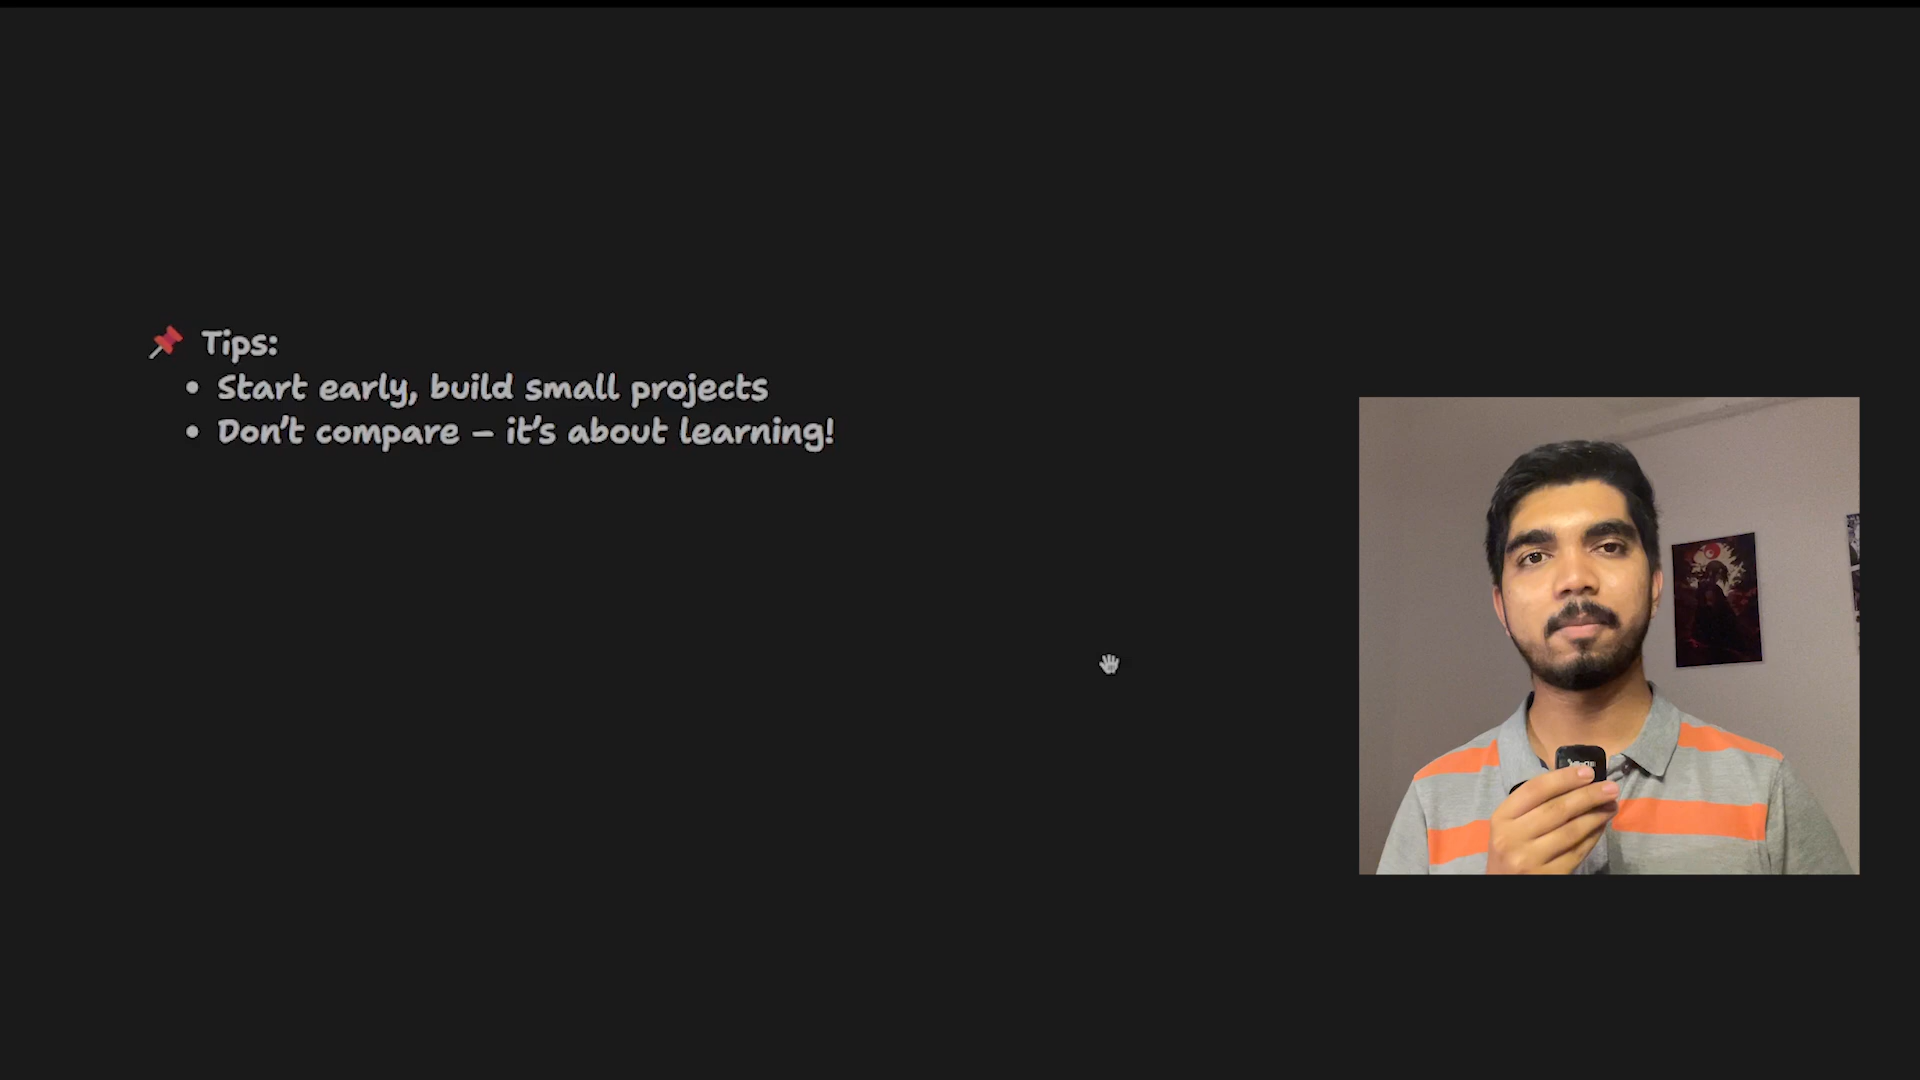 📌 Tips:
• Start early, build small projects
• Don't compare – it's about learning!